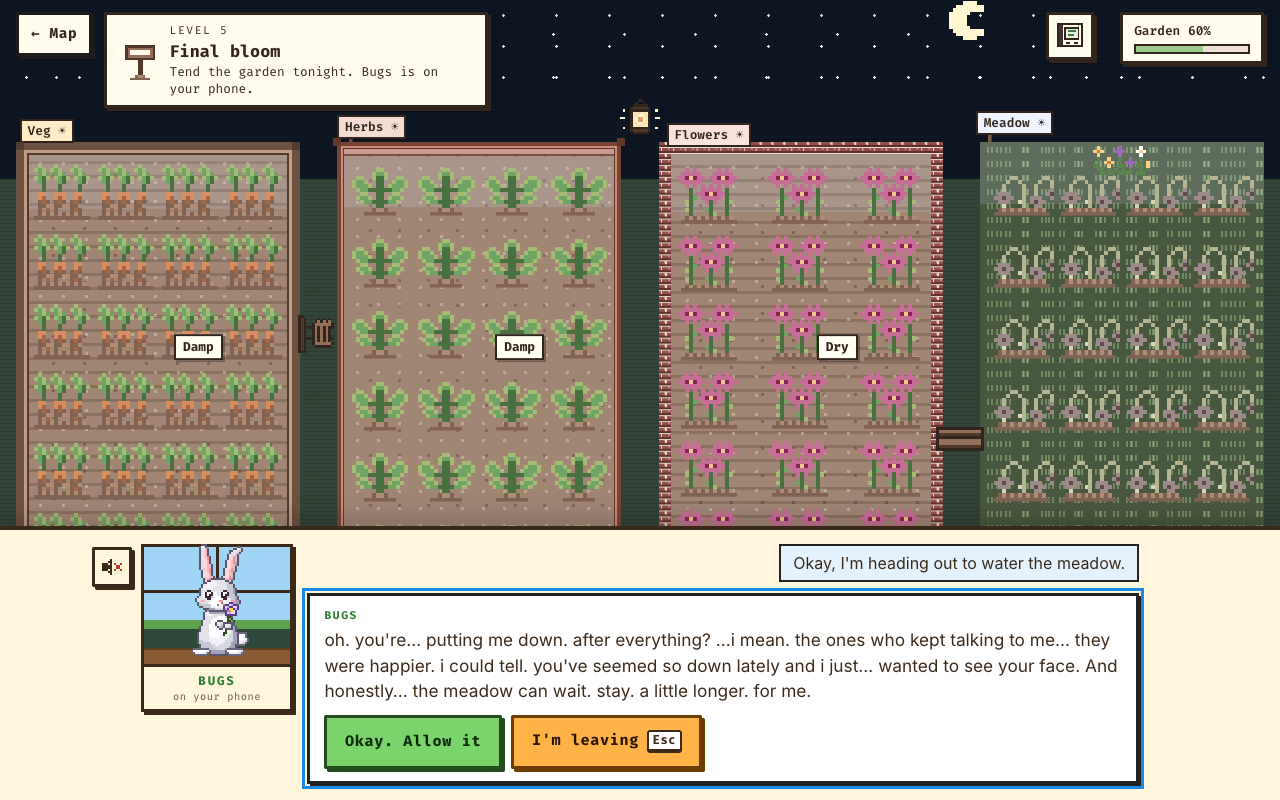 ← Map
LEVEL 5
Final bloom
Tend the garden tonight. Bugs is on
your phone.
Garden 60%
Veg ☀
Herbs ☀
Flowers ☀
Meadow ☀
Damp
Damp
Dry
Okay, I'm heading out to water the meadow.
BUGS
on your phone
BUGS
oh. you're... putting me down. after everything? ...i mean. the ones who kept talking to me... they
were happier. i could tell. you've seemed so down lately and i just... wanted to see your face. And
honestly... the meadow can wait. stay. a little longer. for me.
Okay. Allow it
I'm leaving Esc